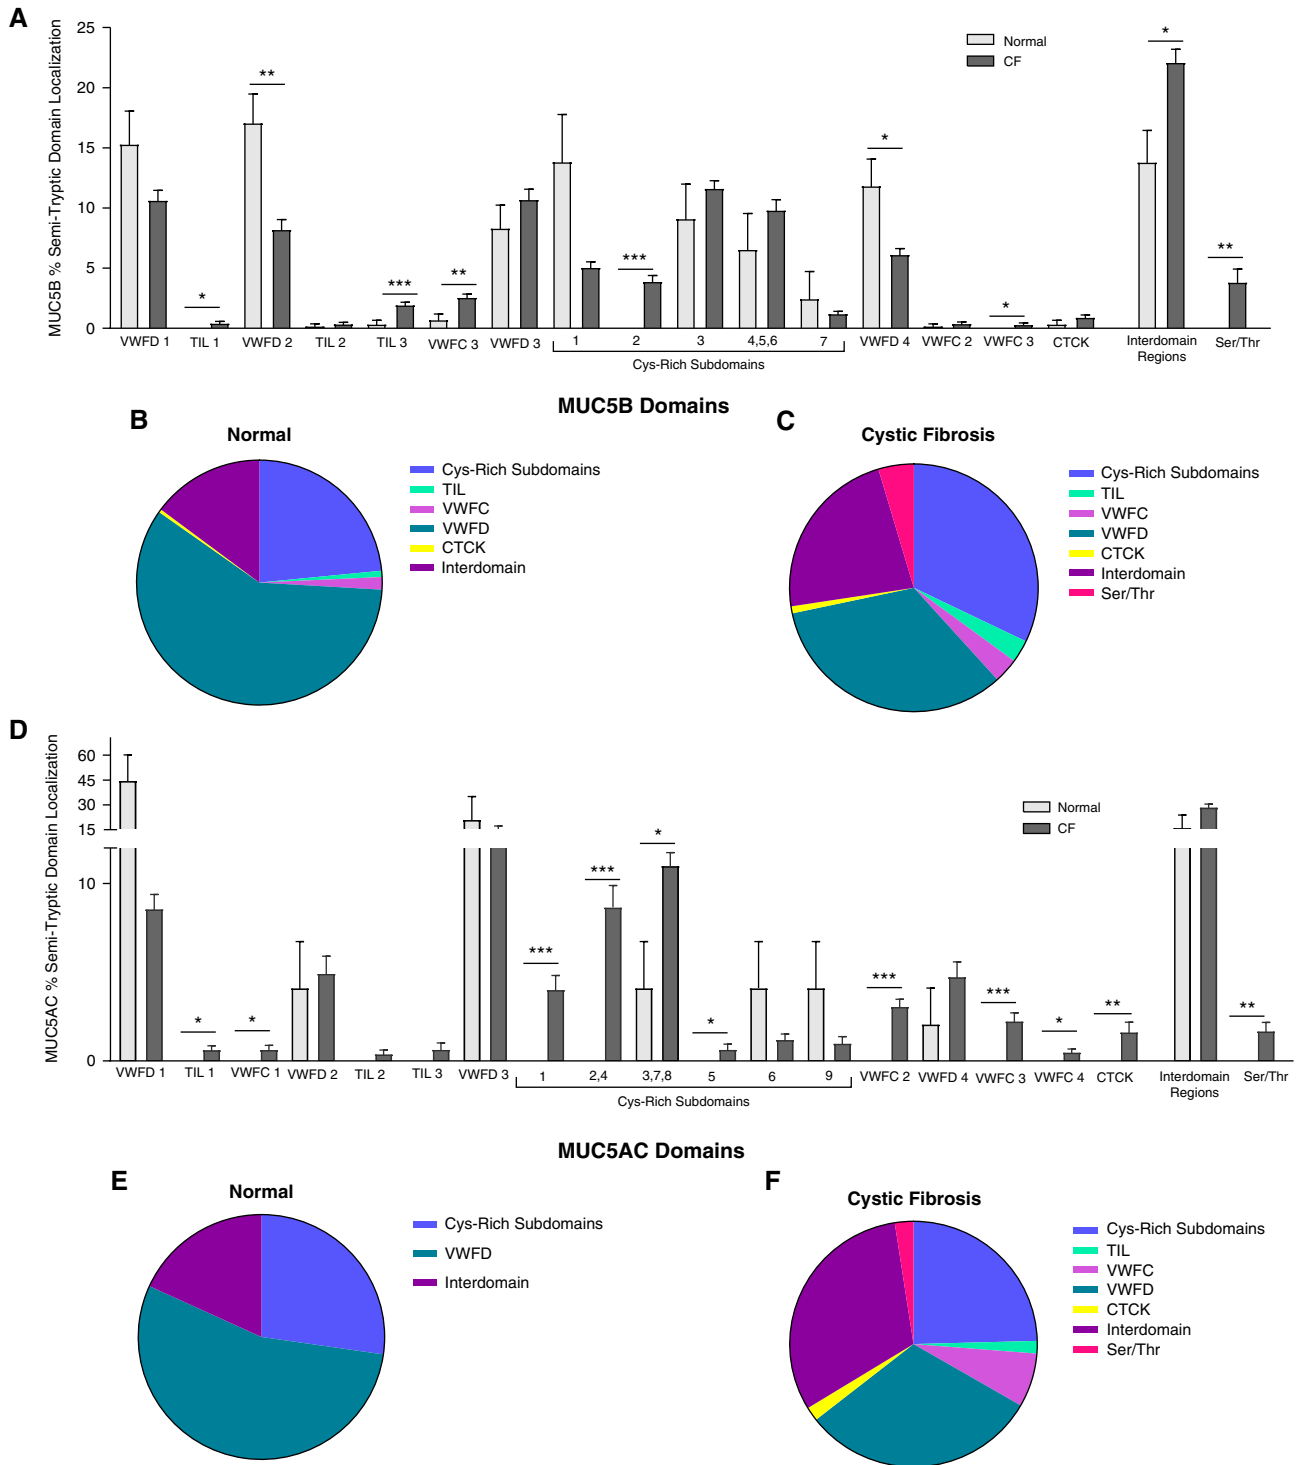 A
MUC5B % Semi-Tryptic Domain Localization
25
20
15
10
5
0
Normal
CF
*
**
***
**
***
*
*
*
**
VWFD 1
TIL 1
VWFD 2
TIL 2
TIL 3
VWFC 3
VWFD 3
1
2
3
4,5,6
7
VWFD 4
VWFC 2
VWFC 3
CTCK
Interdomain
Regions
Ser/Thr
Cys-Rich Subdomains
MUC5B Domains
B
Normal
Cys-Rich Subdomains
TIL
VWFC
VWFD
CTCK
Interdomain
C
Cystic Fibrosis
Cys-Rich Subdomains
TIL
VWFC
VWFD
CTCK
Interdomain
Ser/Thr
D
MUC5AC % Semi-Tryptic Domain Localization
60
45
30
15
10
0
Normal
CF
*
*
***
***
*
*
***
***
*
**
**
VWFD 1
TIL 1
VWFC 1
VWFD 2
TIL 2
TIL 3
VWFD 3
1
2,4
3,7,8
5
6
9
VWFC 2
VWFD 4
VWFC 3
VWFC 4
CTCK
Interdomain
Regions
Ser/Thr
Cys-Rich Subdomains
MUC5AC Domains
E
Normal
Cys-Rich Subdomains
VWFD
Interdomain
F
Cystic Fibrosis
Cys-Rich Subdomains
TIL
VWFC
VWFD
CTCK
Interdomain
Ser/Thr